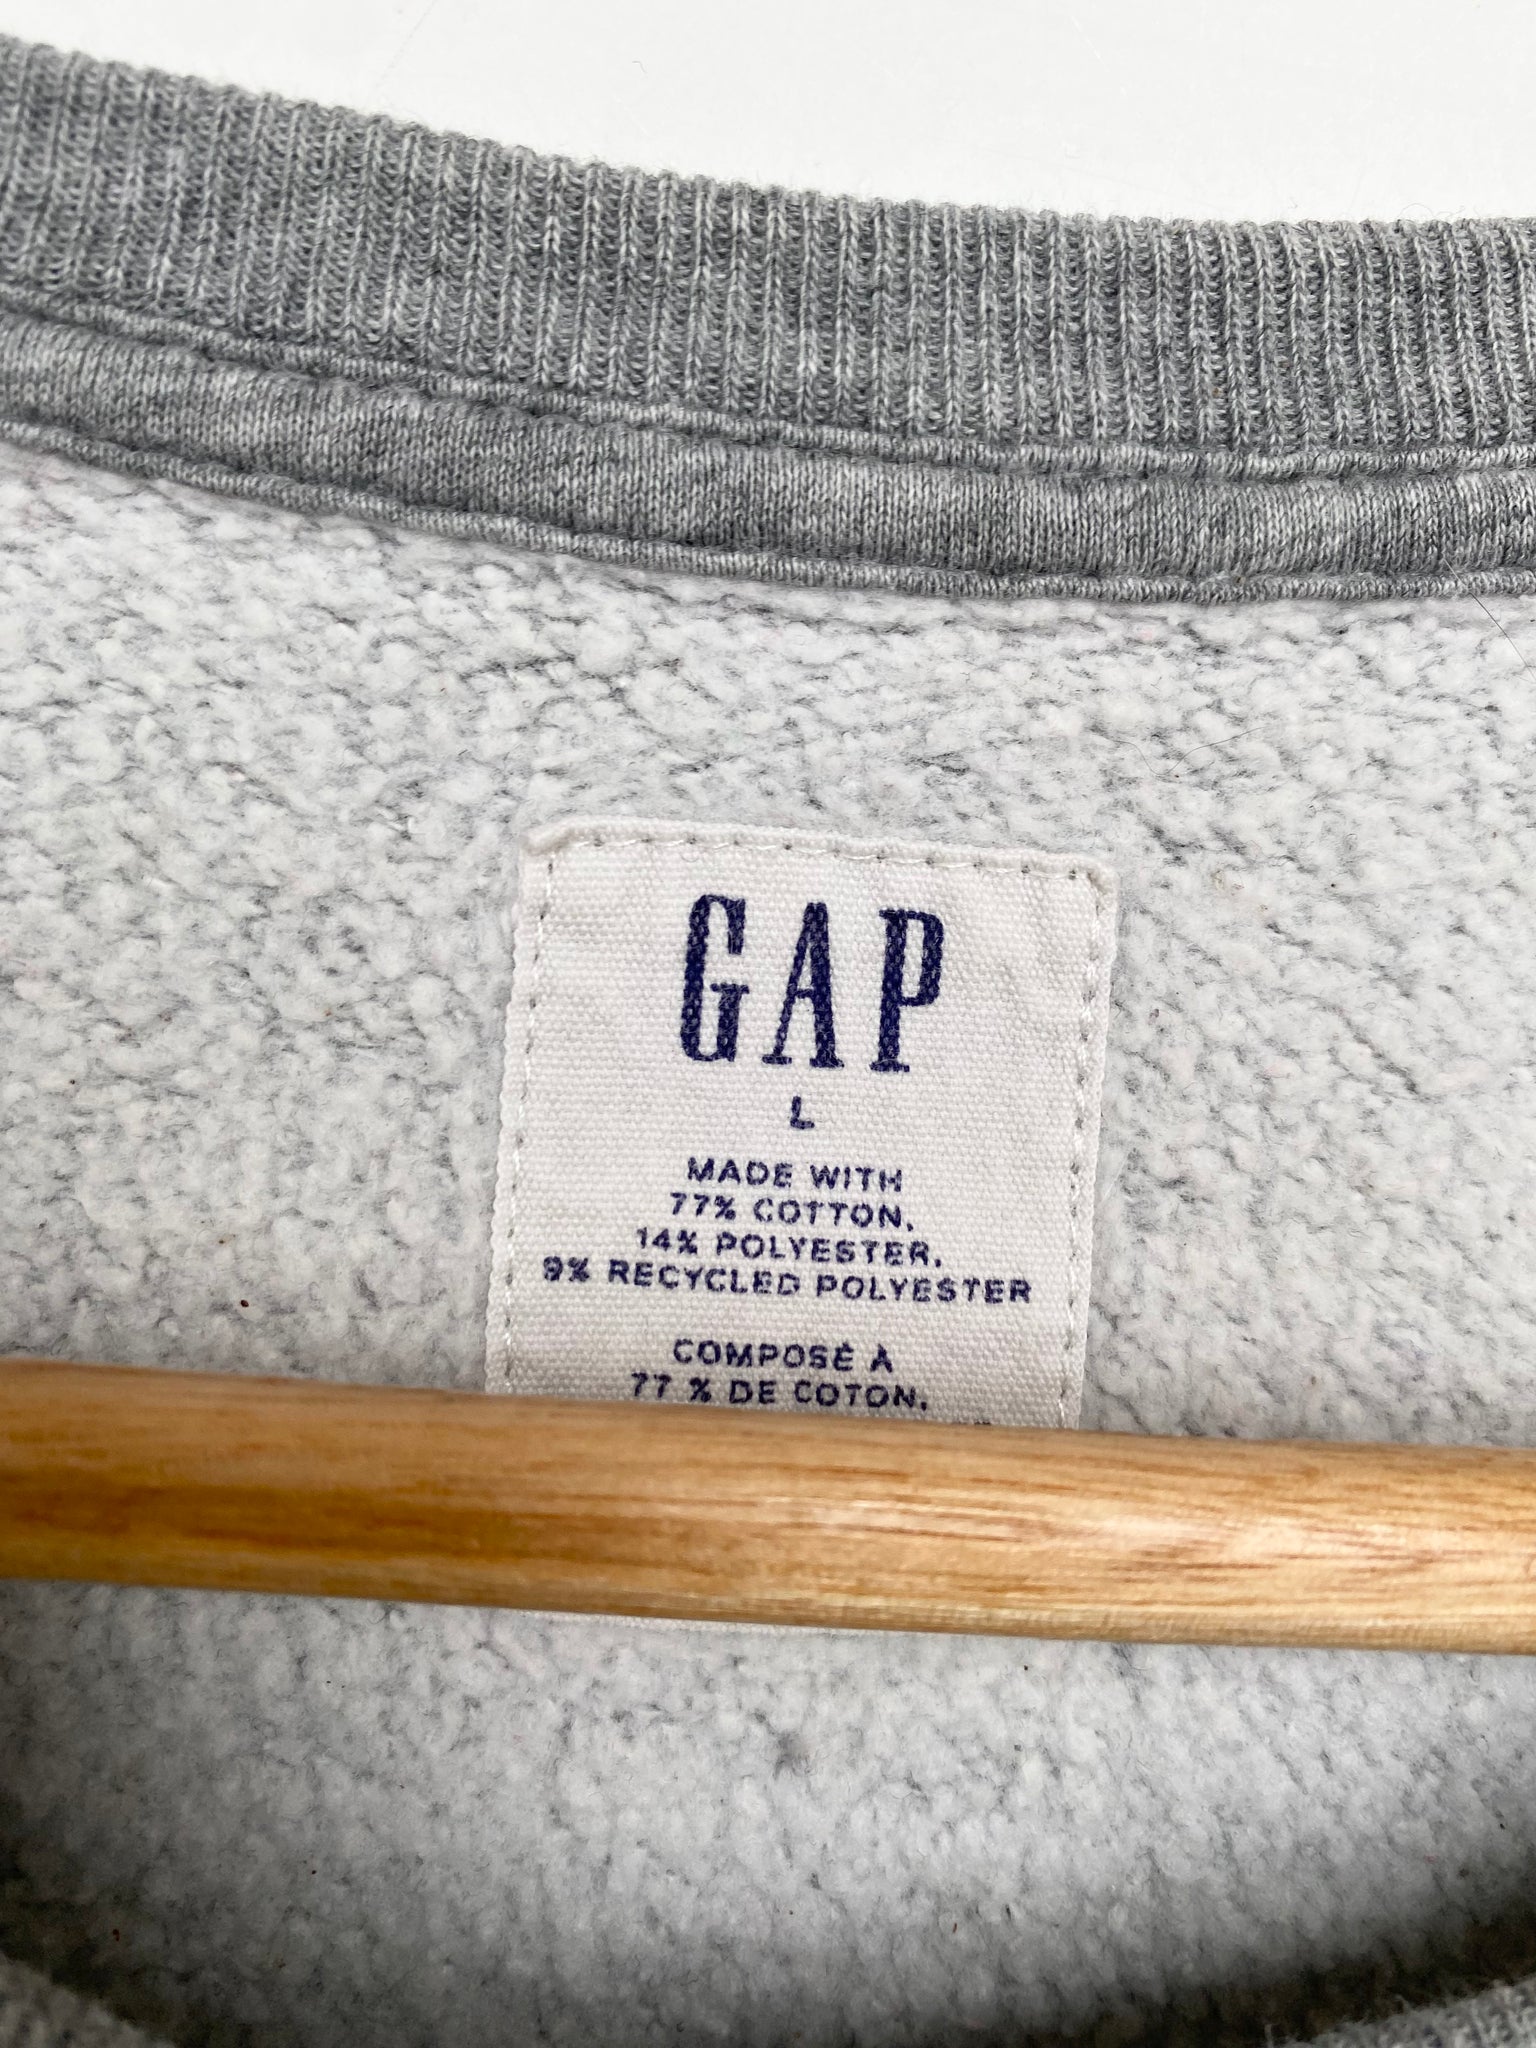 GAP
L
MADE WITH
77% COTTON,
14% POLYESTER,
9% RECYCLED POLYESTER
COMPOSÉ À
77 % DE COTON,